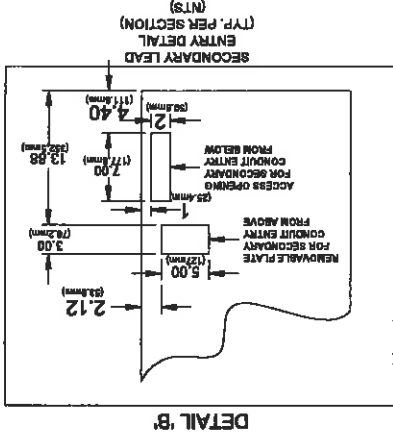 DETAIL 'B'
2.12
(53.8mm)
5.00
(127mm)
REMOVABLE PLATE
FOR SECONDARY
CONDUIT ENTRY
FROM ABOVE
3.00
(76.2mm)
1
(25.4mm)
ACCESS OPENING
FOR SECONDARY
CONDUIT ENTRY
FROM BELOW
7.00
(177.8mm)
13.88
(352.5mm)
2
(50.8mm)
4.40
(111.8mm)
SECONDARY LEAD
ENTRY DETAIL
(TYP. PER SECTION)
(NTS)